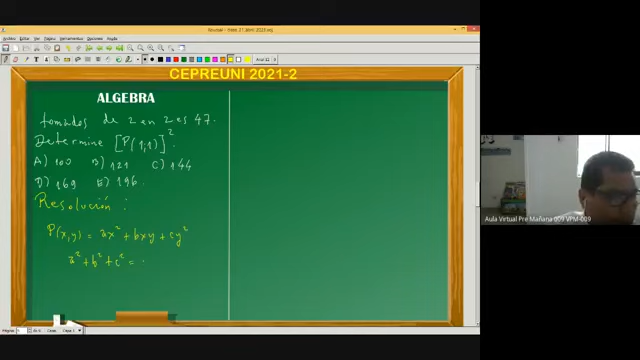 CEPREUNI 2021-2
ALGEBRA
tomados de 2 en 2 es 47.
Determine [P(1;1)]².
A) 100 B) 121 C) 144
D) 169 E) 196.
Resolución :
P(x,y) = ax² + bxy + cy²
a² + b² + c² =
Aula Virtual Pre Mañana 009 VPM-009